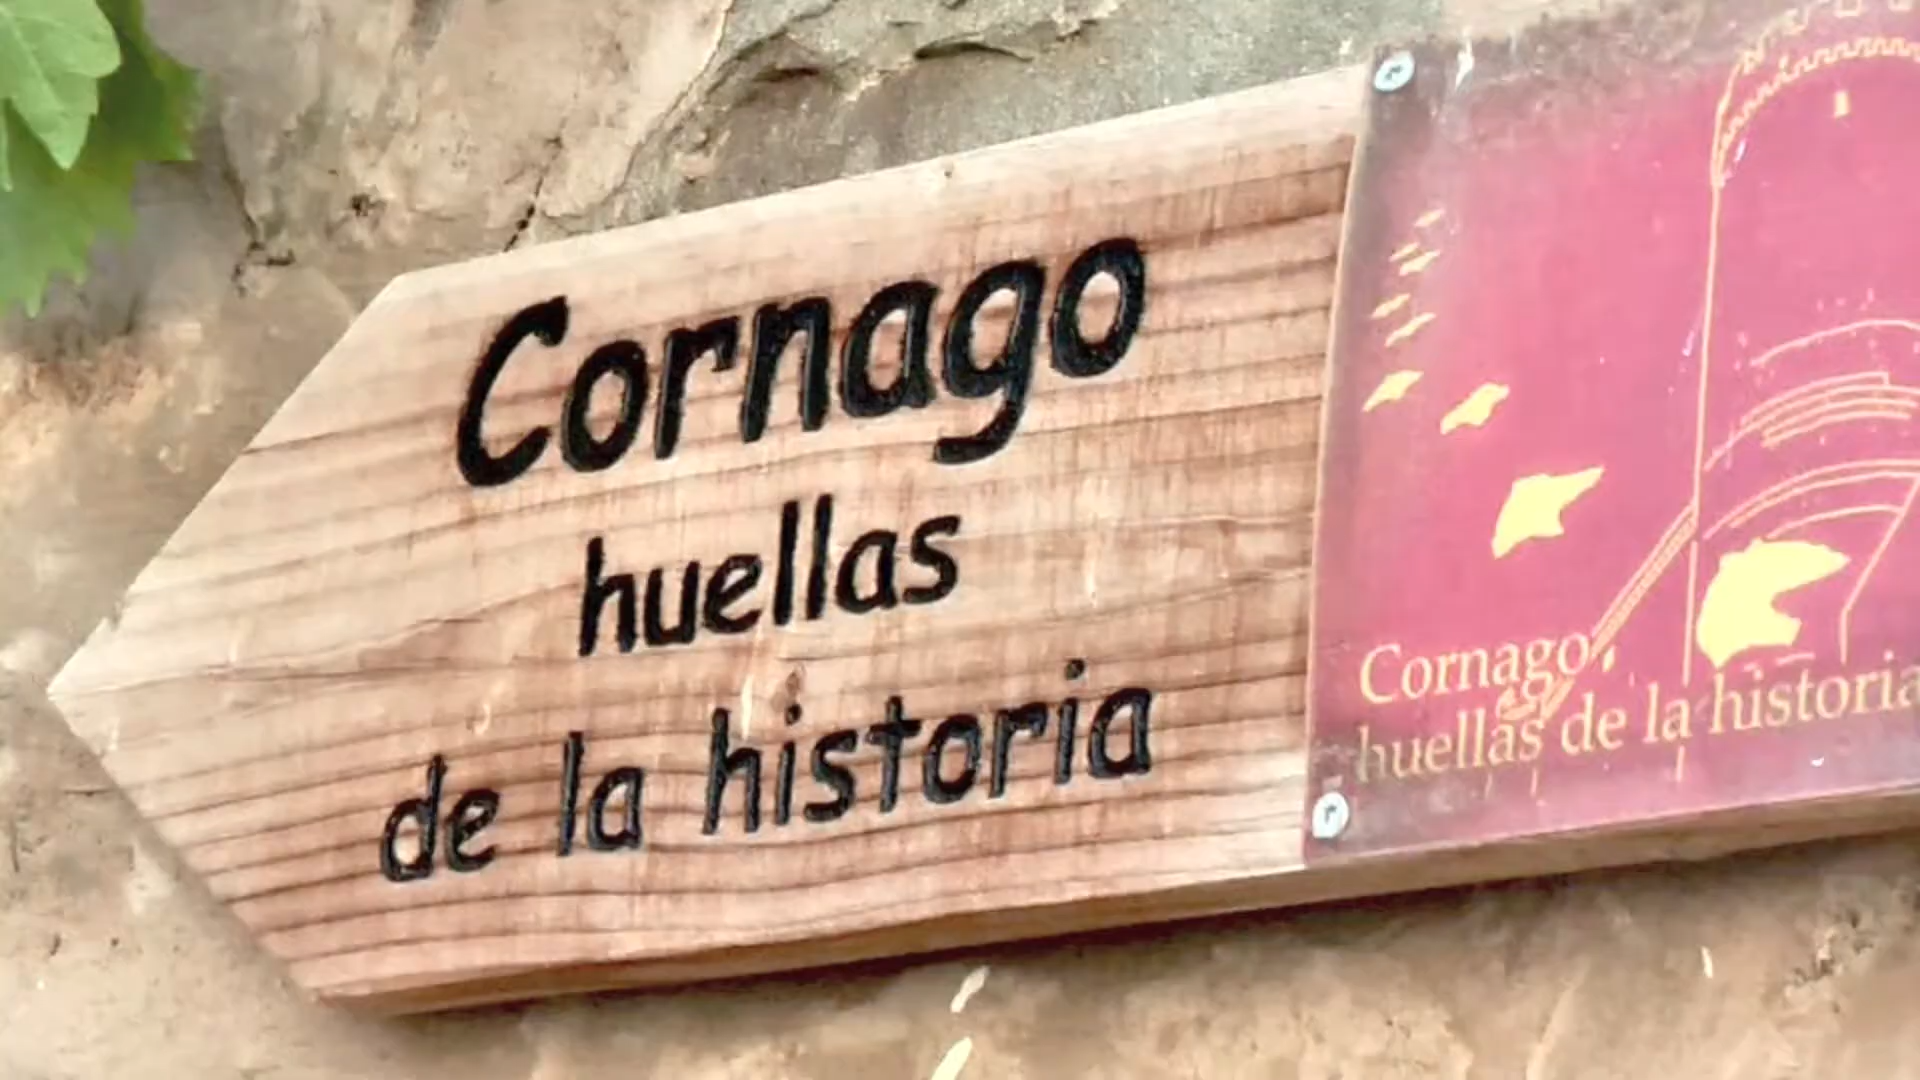 Cornago
huellas
de la historia
Cornago,
huellas de la historia